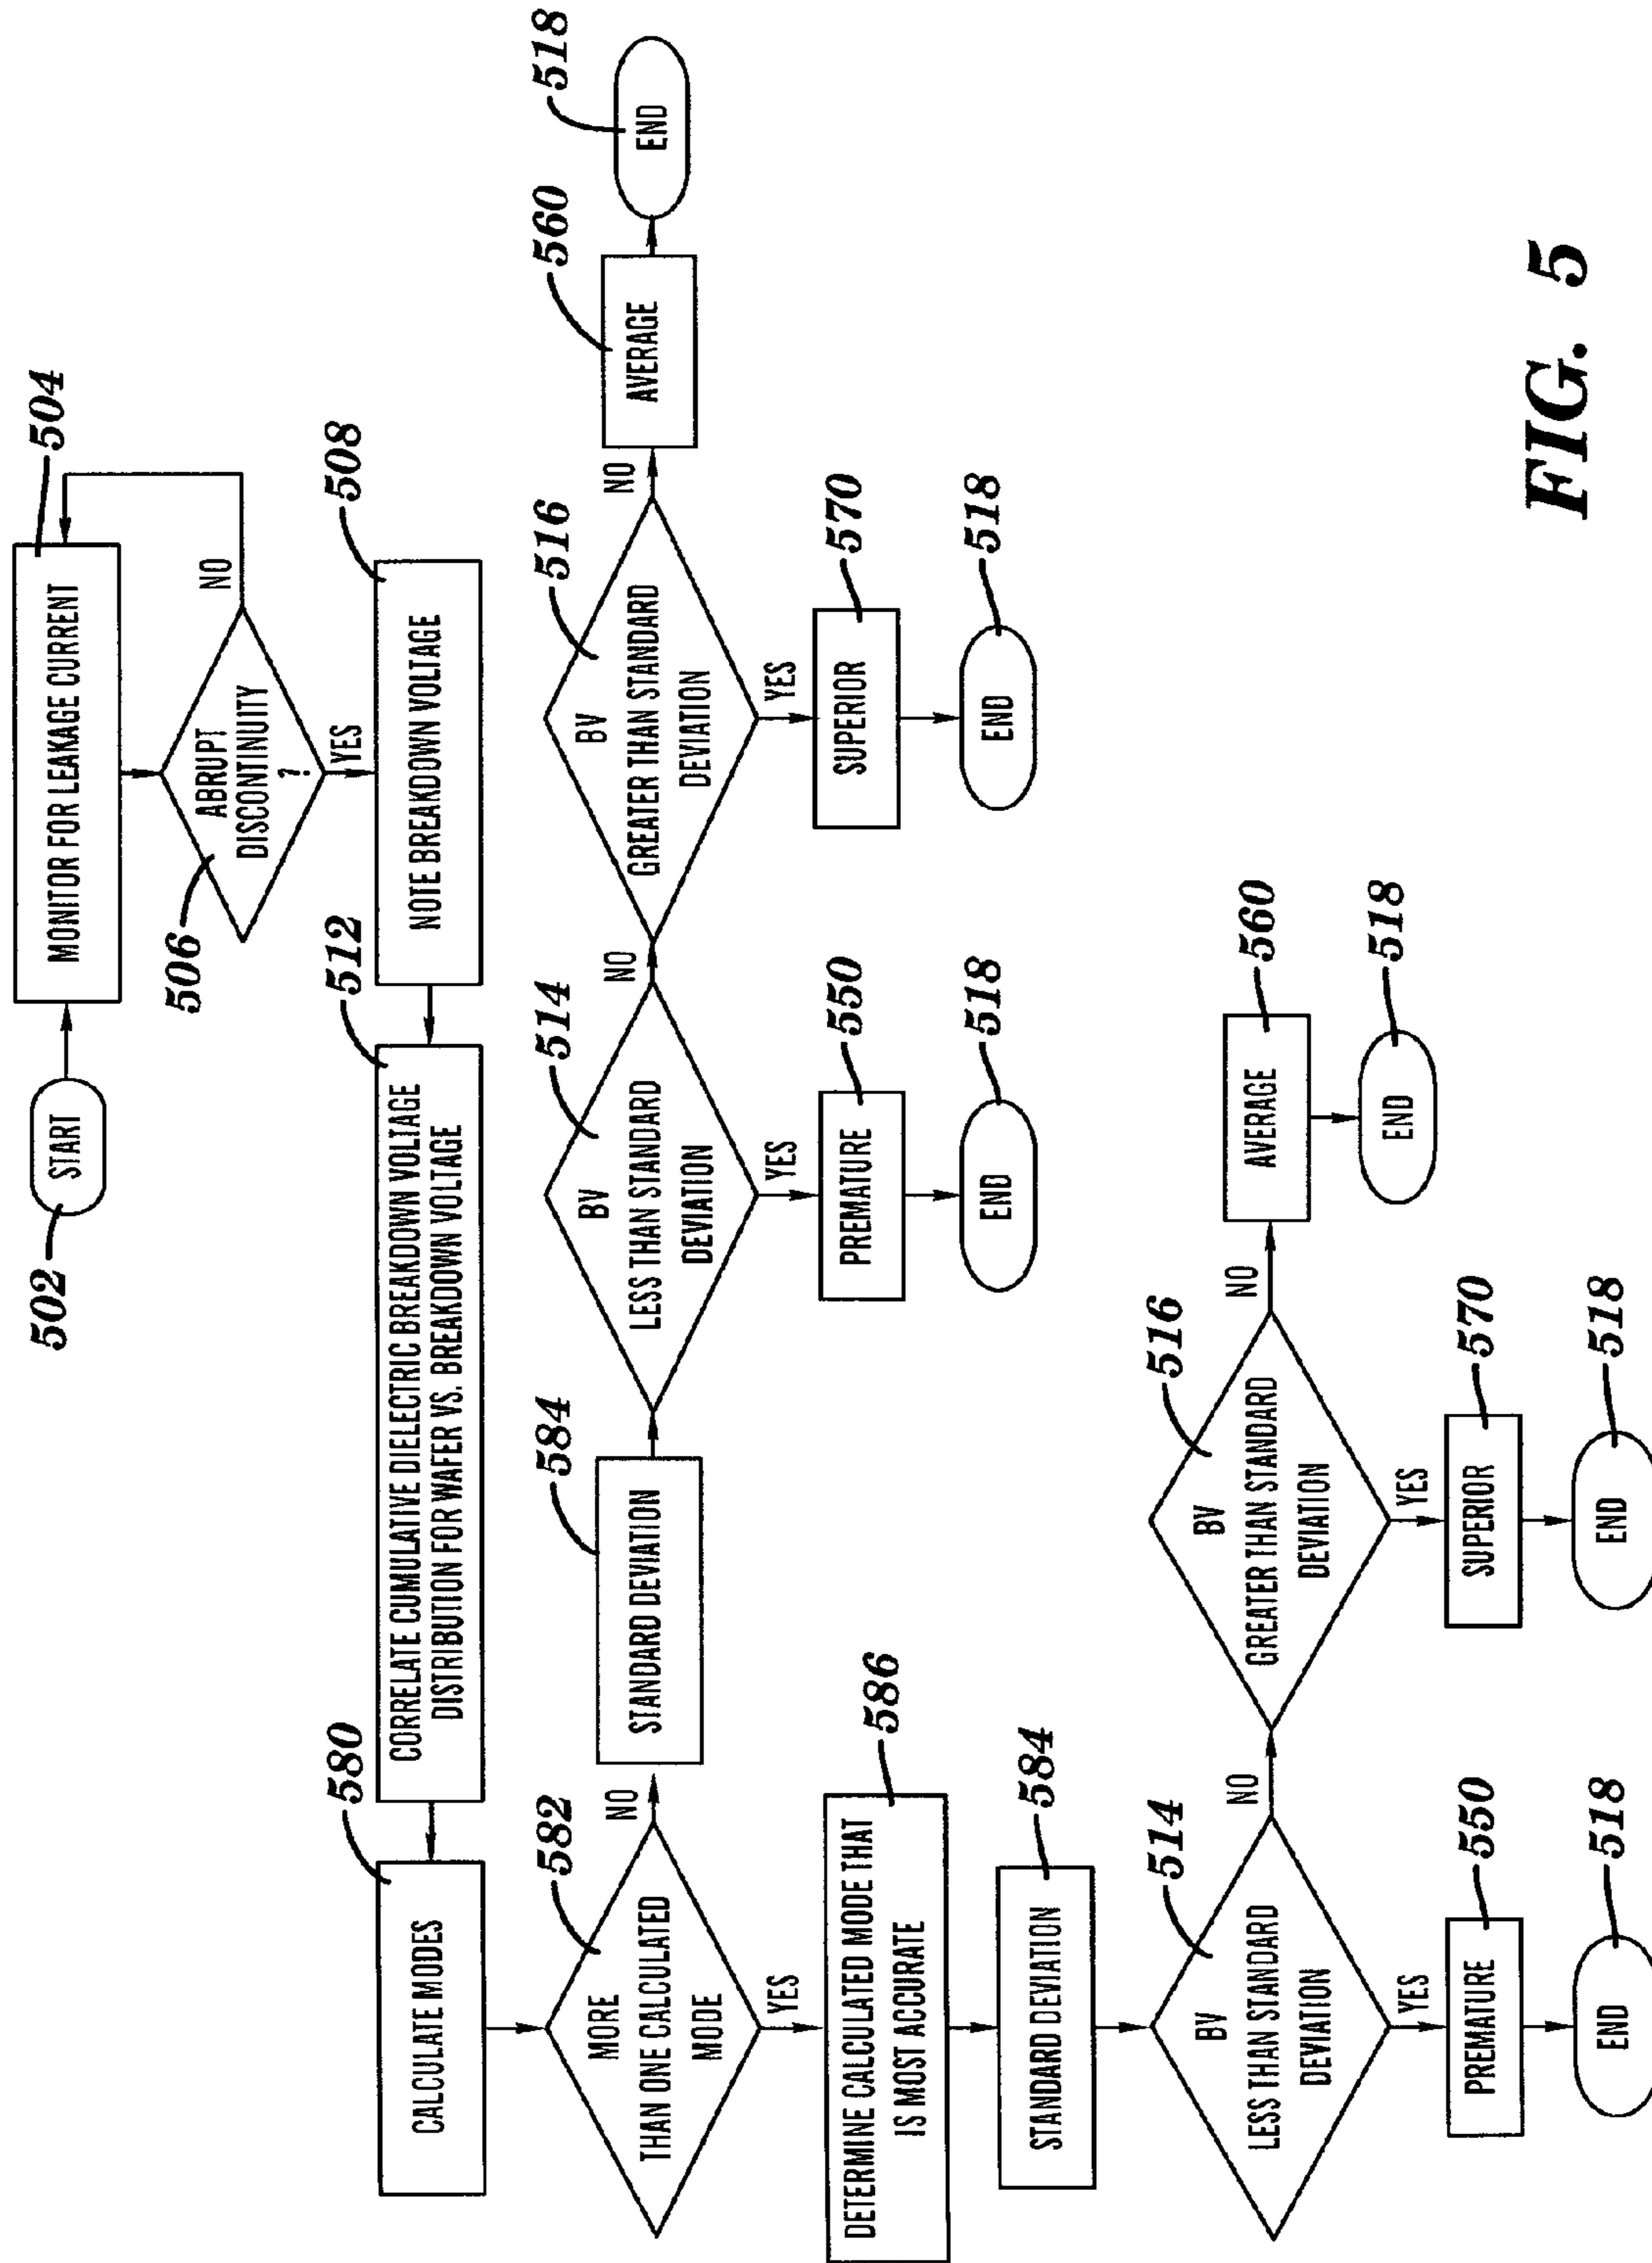 502
START
504
MONITOR FOR LEAKAGE CURRENT
506
ABRUPT
DISCONTINUITY
?
NO
YES
508
NOTE BREAKDOWN VOLTAGE
512
CORRELATE CUMULATIVE DIELECTRIC BREAKDOWN VOLTAGE
DISTRIBUTION FOR WAFER VS. BREAKDOWN VOLTAGE
580
CALCULATE MODES
582
MORE
THAN ONE CALCULATED
MODE
NO
YES
584
STANDARD DEVIATION
514
BV
LESS THAN STANDARD
DEVIATION
NO
YES
516
BV
GREATER THAN STANDARD
DEVIATION
NO
YES
560
AVERAGE
518
END
550
PREMATURE
518
END
570
SUPERIOR
518
END
586
DETERMINE CALCULATED MODE THAT
IS MOST ACCURATE
584
STANDARD DEVIATION
514
BV
LESS THAN STANDARD
DEVIATION
NO
YES
516
BV
GREATER THAN STANDARD
DEVIATION
NO
YES
560
AVERAGE
518
END
550
PREMATURE
518
END
570
SUPERIOR
518
END
FIG. 5